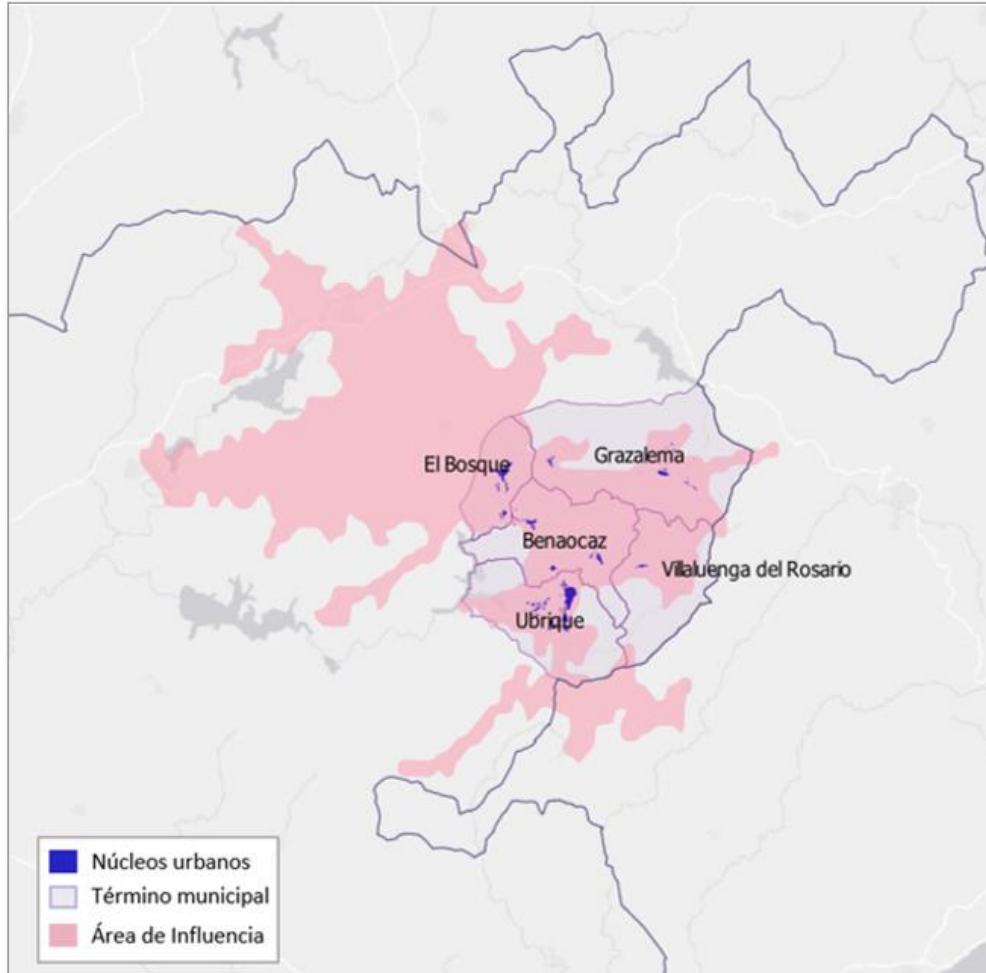 El Bosque
Grazalema
Benaocaz
Villaluenga del Rosario
Ubrique
Núcleos urbanos
Término municipal
Área de Influencia